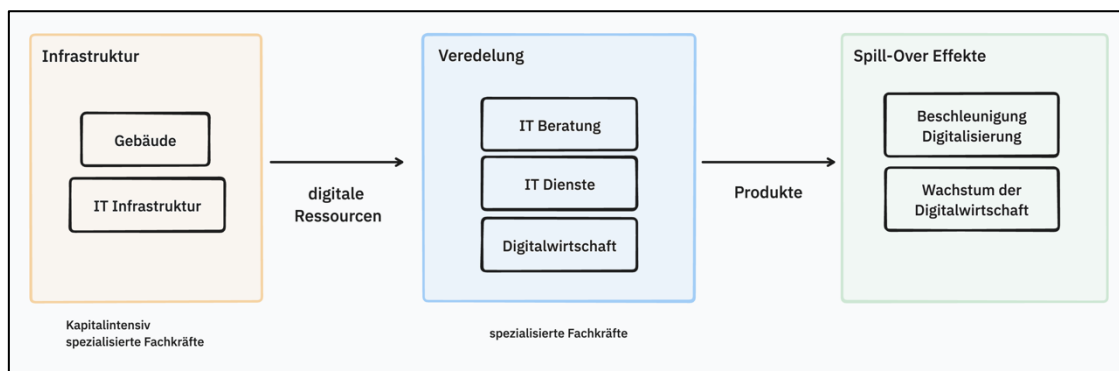 Infrastruktur
Gebäude
IT Infrastruktur
Kapitalintensiv
spezialisierte Fachkräfte
digitale
Ressourcen
Veredelung
IT Beratung
IT Dienste
Digitalwirtschaft
spezialisierte Fachkräfte
Produkte
Spill-Over Effekte
Beschleunigung
Digitalisierung
Wachstum der
Digitalwirtschaft